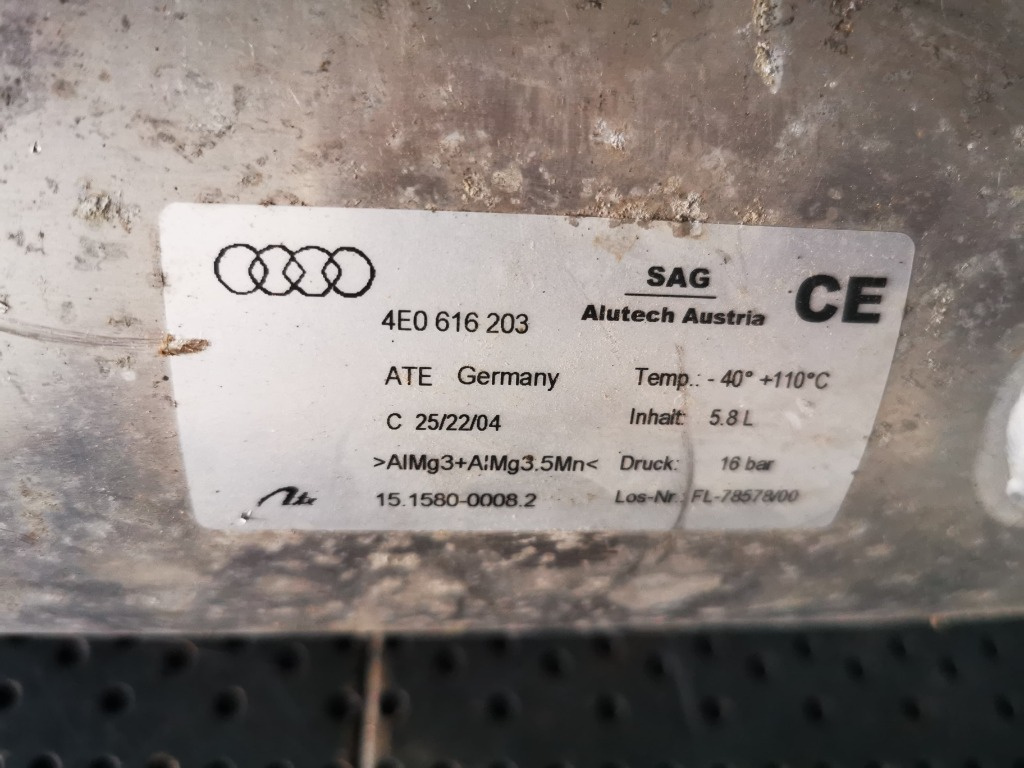 SAG
Alutech Austria
CE
4E0 616 203
ATE Germany
Temp.: - 40° +110°C
C 25/22/04
Inhalt: 5.8 L
>AlMg3+AlMg3.5Mn<
Druck: 16 bar
Ate
15.1580-0008.2
Los-Nr.: FL-78578/00